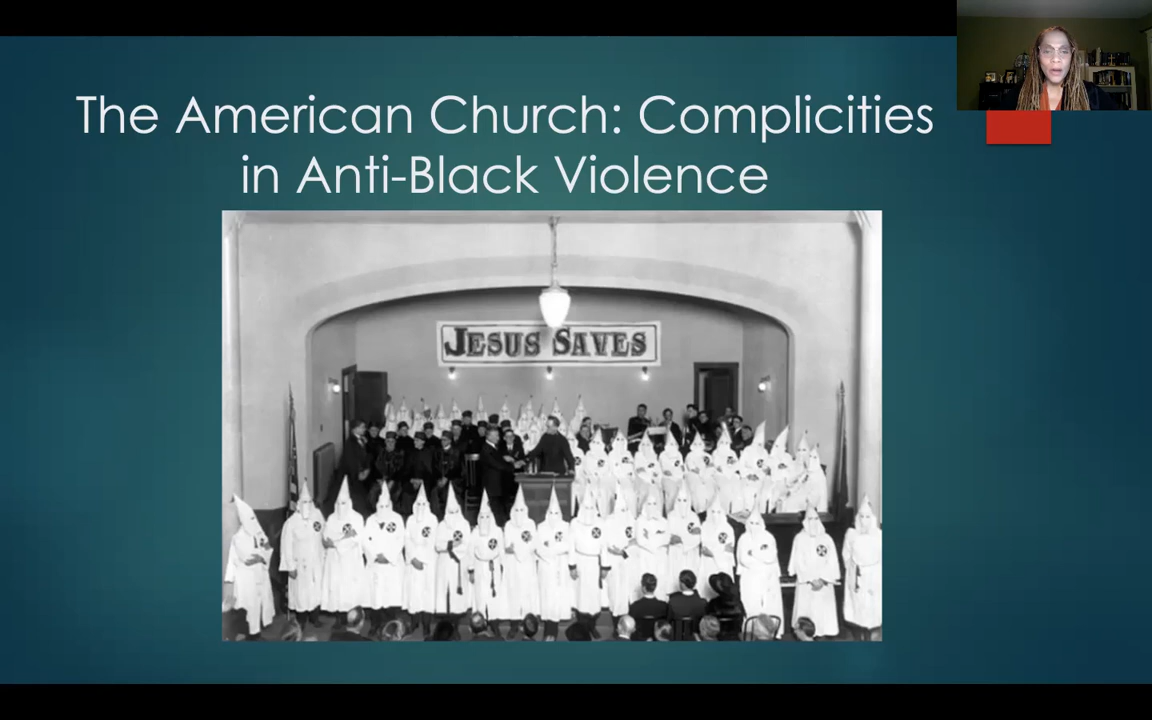 The American Church: Complicities
in Anti-Black Violence
JESUS SAVES